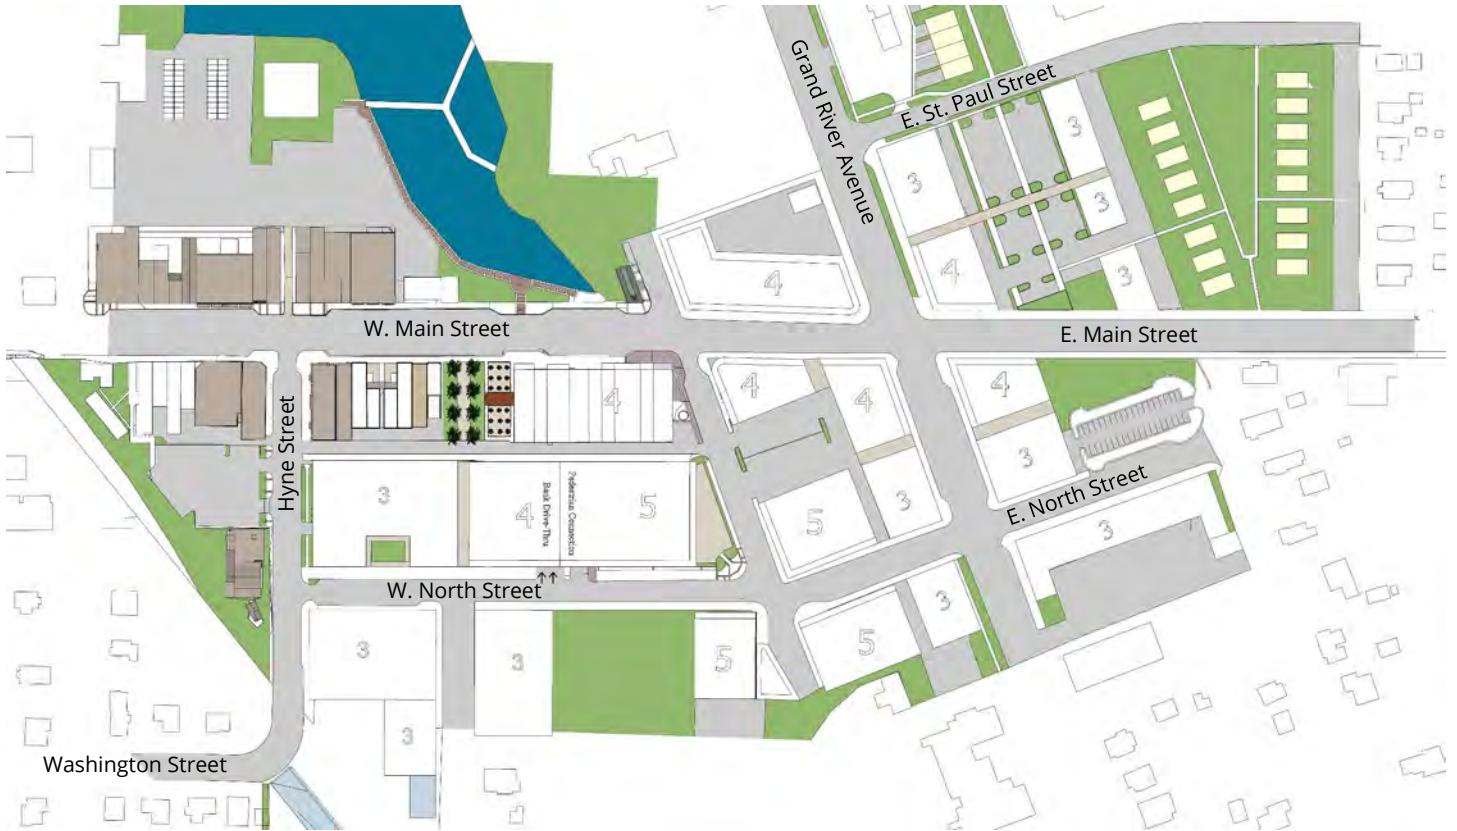 Grand River Avenue
E. St. Paul Street
3
3
3
3
4
4
W. Main Street
E. Main Street
4
4
4
4
Hyne Street
3
3
4
Bank Drive-Thru
Pedestrian Connection
5
5
3
E. North Street
3
W. North Street
3
3
5
5
3
3
Washington Street